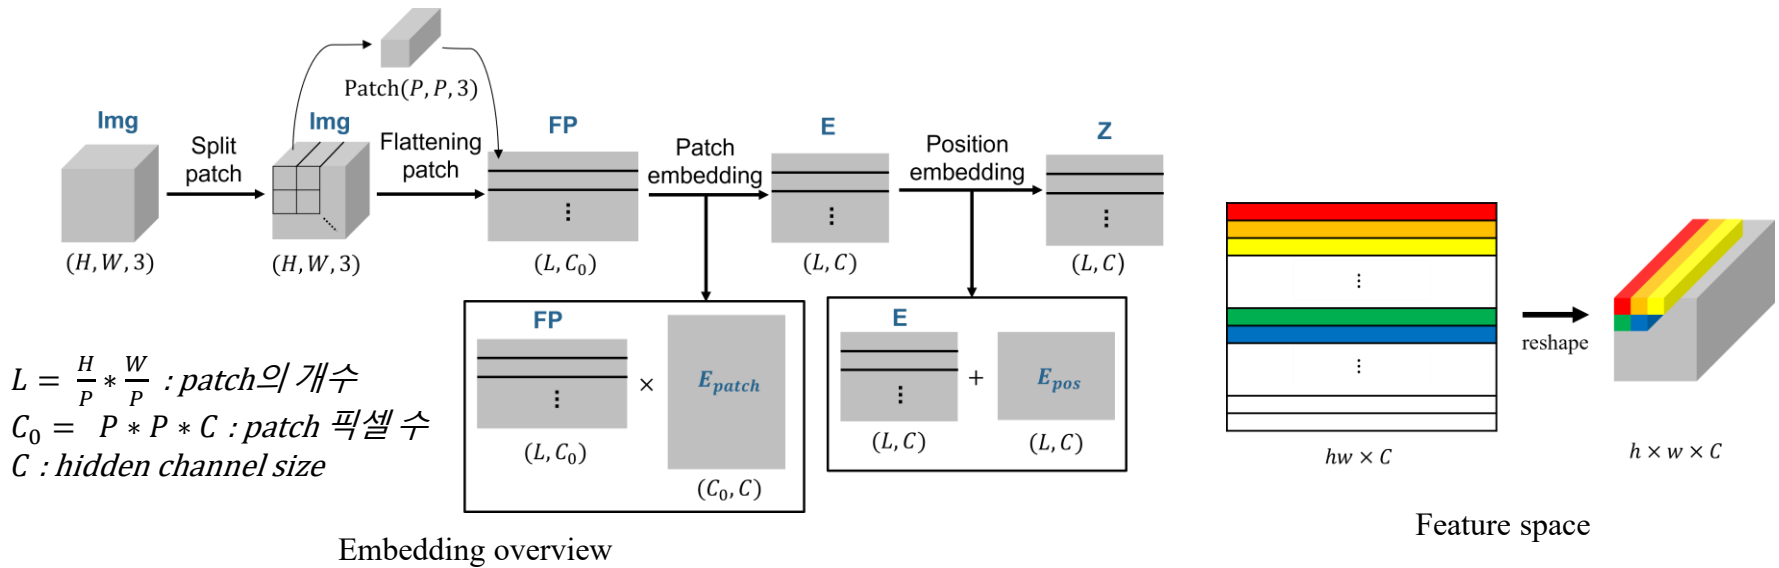 Patch(P, P, 3)
Img
Split
patch
Img
Flattening
patch
FP
Patch
embedding
E
Position
embedding
Z
⋮
⋮
⋮
(H, W, 3)
(H, W, 3)
(L, C₀)
(L, C)
(L, C)
FP
⋮
(L, C₀)
×
E_patch
(C₀, C)
E
⋮
(L, C)
+
E_pos
(L, C)
L = H/P * W/P : patch의 개수
C₀ = P * P * C : patch 픽셀 수
C : hidden channel size
Embedding overview
⋮
⋮
hw × C
reshape
h × w × C
Feature space